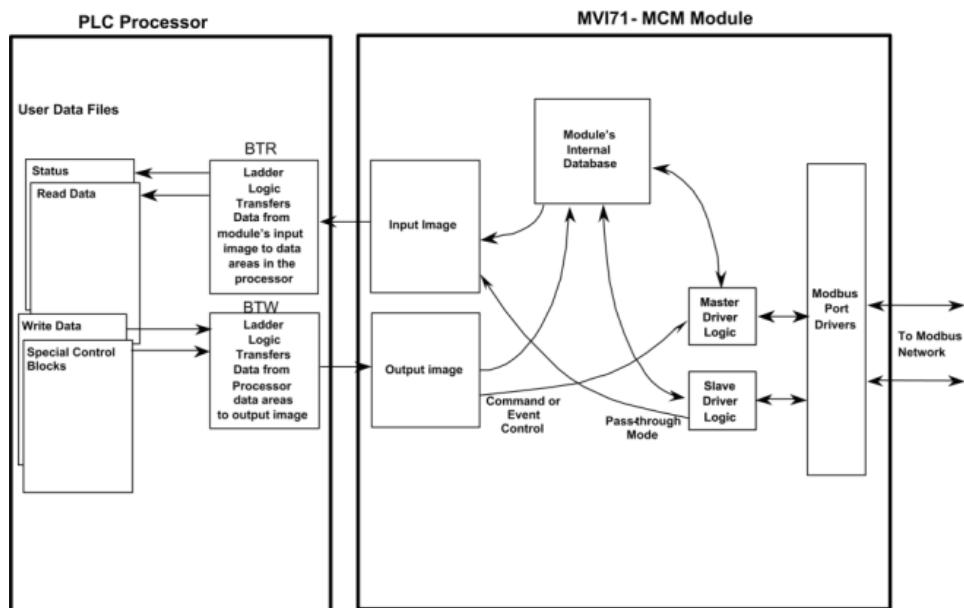 PLC Processor
MVI71- MCM Module
User Data Files
BTR
Status
Read Data
Ladder
Logic
Transfers
Data from
module's input
image to data
areas in the
processor
BTW
Write Data
Special Control
Blocks
Ladder
Logic
Transfers
Data from
Processor
data areas
to output image
Input Image
Output image
Module's
Internal
Database
Command or
Event
Control
Pass-through
Mode
Master
Driver
Logic
Slave
Driver
Logic
Modbus
Port
Drivers
To Modbus
Network